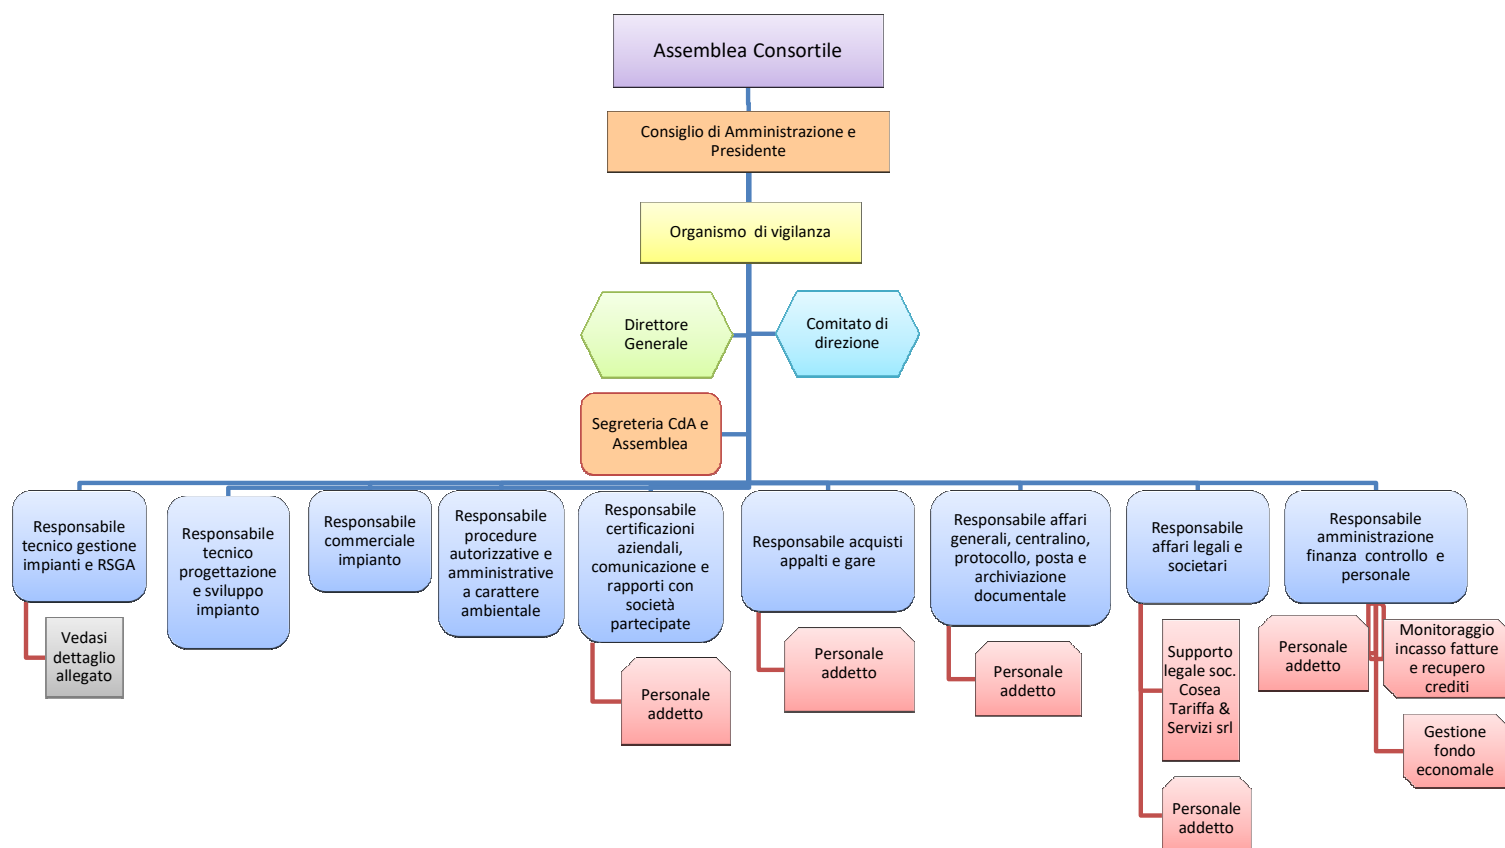 Assemblea Consortile
Consiglio di Amministrazione e
Presidente
Organismo di vigilanza
Direttore
Generale
Comitato di
direzione
Segreteria CdA e
Assemblea
Responsabile
tecnico gestione
impianti e RSGA
Responsabile
tecnico
progettazione
e sviluppo
impianto
Responsabile
commerciale
impianto
Responsabile
procedure
autorizzative e
amministrative
a carattere
ambientale
Responsabile
certificazioni
aziendali,
comunicazione e
rapporti con
società
partecipate
Responsabile acquisti
appalti e gare
Responsabile affari
generali, centralino,
protocollo, posta e
archiviazione
documentale
Responsabile
affari legali e
societari
Responsabile
amministrazione
finanza controllo e
personale
Vedasi
dettaglio
allegato
Personale
addetto
Personale
addetto
Personale
addetto
Supporto
legale soc.
Cosea
Tariffa &
Servizi srl
Personale
addetto
Personale
addetto
Monitoraggio
incasso fatture
e recupero
crediti
Gestione
fondo
economale